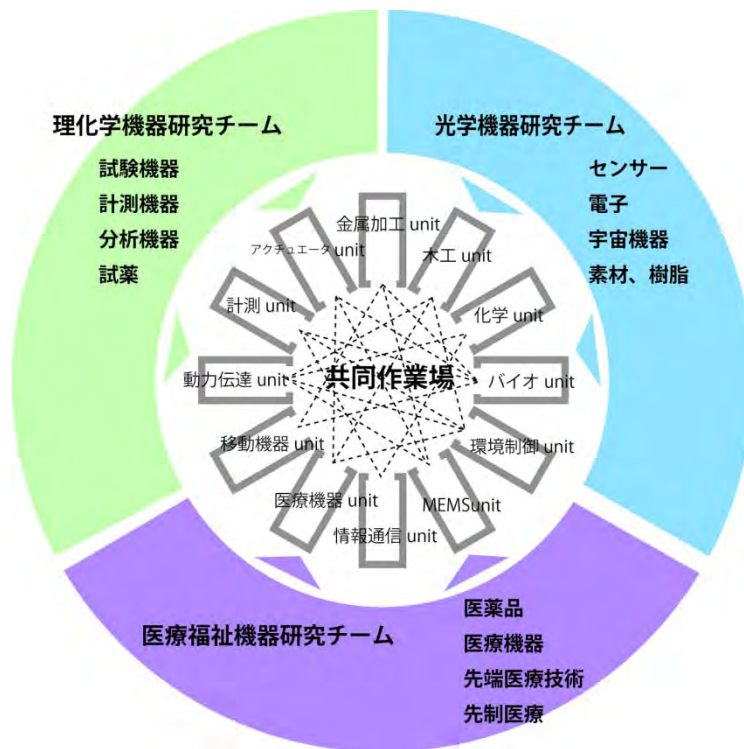 理化学機器研究チーム
試験機器
計測機器
分析機器
試薬
光学機器研究チーム
センサー
電子
宇宙機器
素材、樹脂
金属加工 unit
アクチュエータ unit
木工 unit
計測 unit
化学 unit
動力伝達 unit
共同作業場
バイオ unit
移動機器 unit
環境制御 unit
医療機器 unit
MEMSunit
情報通信 unit
医療福祉機器研究チーム
医薬品
医療機器
先端医療技術
先制医療